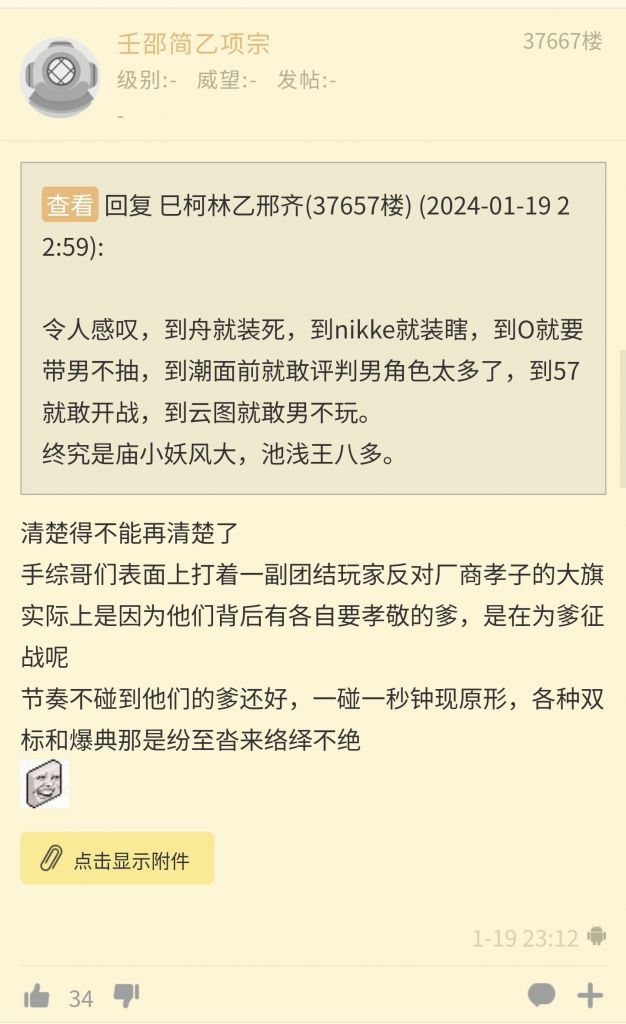 壬邵简乙项宗
37667楼
级别:- 威望:- 发帖:-
-
查看 回复 巳柯林乙邢齐(37657楼) (2024-01-19 2
2:59):
令人感叹，到舟就装死，到nikke就装瞎，到O就要
带男不抽，到潮面前就敢评判男角色太多了，到57
就敢开战，到云图就敢男不玩。
终究是庙小妖风大，池浅王八多。
清楚得不能再清楚了
手综哥们表面上打着一副团结玩家反对厂商孝子的大旗
实际上是因为他们背后有各自要孝敬的爹，是在为爹征
战呢
节奏不碰到他们的爹还好，一碰一秒钟现原形，各种双
标和爆典那是纷至沓来络绎不绝
点击显示附件
1-19 23:12
34